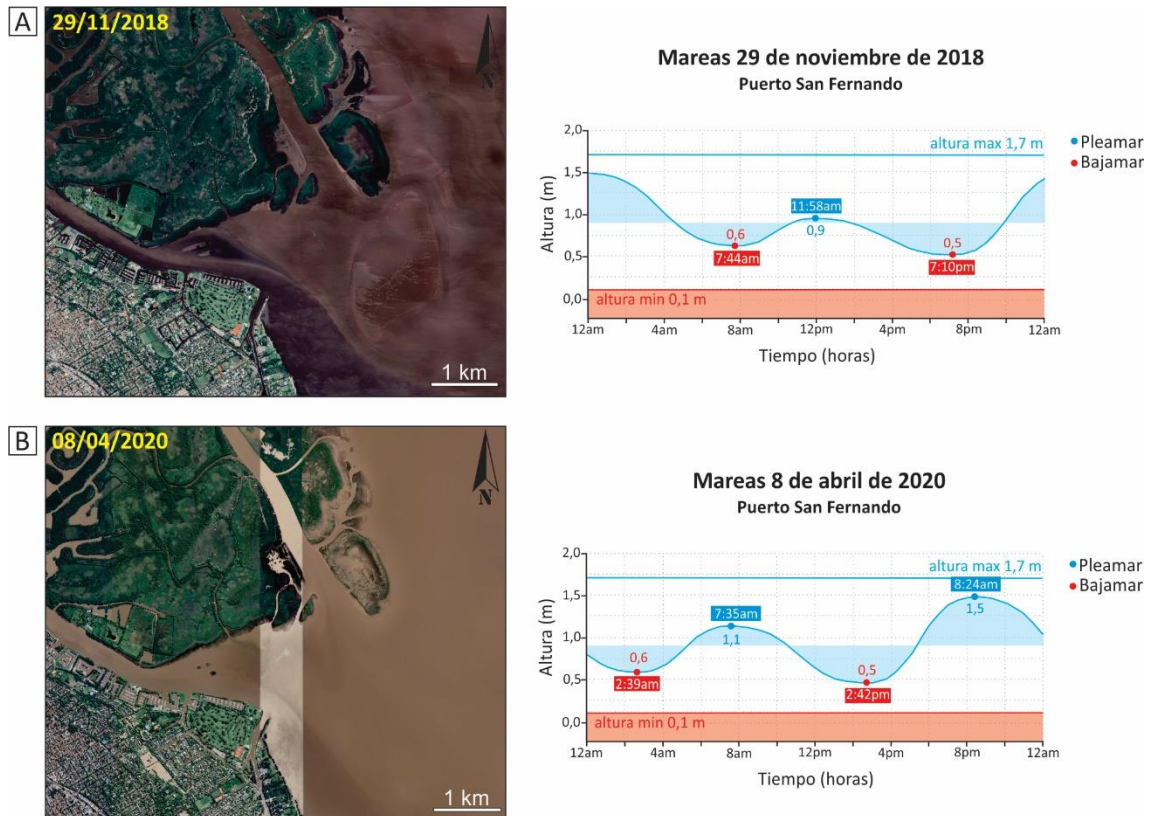 A
29/11/2018
N
1 km
Mareas 29 de noviembre de 2018
Puerto San Fernando
Pleamar
Bajamar
altura max 1,7 m
2,0
1,5
1,0
0,5
0,0
Altura (m)
11:58am
0,9
0,6
7:44am
0,5
7:10pm
altura min 0,1 m
12am 4am 8am 12pm 4pm 8pm 12am
Tiempo (horas)
B
08/04/2020
N
1 km
Mareas 8 de abril de 2020
Puerto San Fernando
Pleamar
Bajamar
altura max 1,7 m
2,0
1,5
1,0
0,5
0,0
Altura (m)
8:24am
1,5
7:35am
1,1
0,6
2:39am
0,5
2:42pm
altura min 0,1 m
12am 4am 8am 12pm 4pm 8pm 12am
Tiempo (horas)